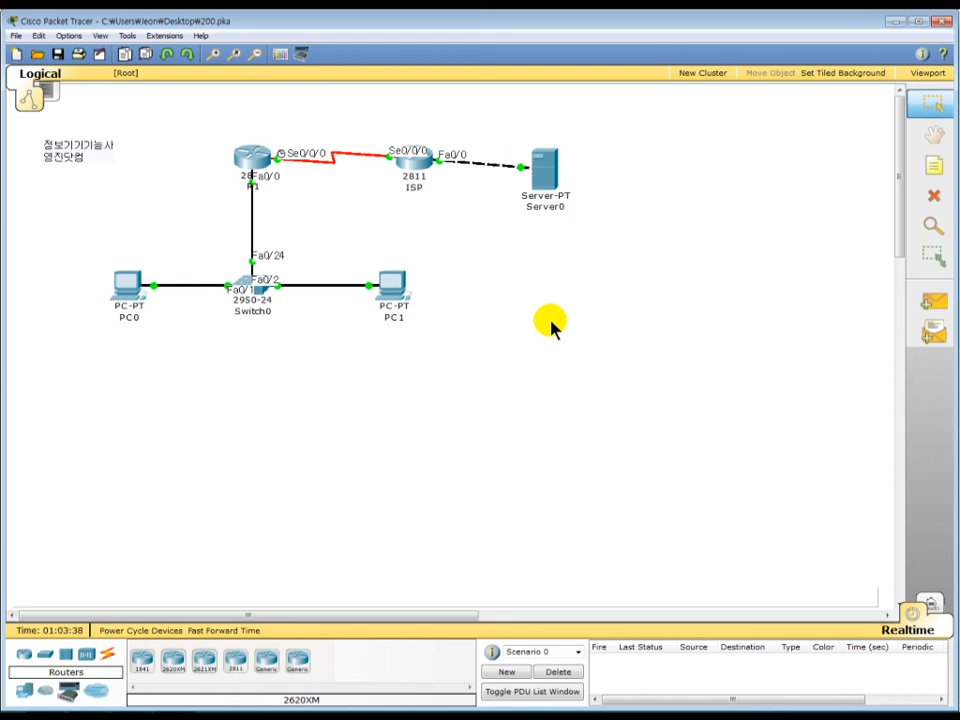 Cisco Packet Tracer - C:₩Users₩Jeon₩Desktop₩200.pka
File Edit Options View Tools Extensions Help
Logical
[Root]
New Cluster
Move Object
Set Tiled Background
Viewport
정보기기기능사
영진닷컴
Se0/0/0
Se0/0/0
Fa0/0
Fa0/0
R1
2811
ISP
Server-PT
Server0
Fa0/24
Fa0/2
Fa0/1
PC-PT
PC0
2950-24
Switch0
PC-PT
PC1
Time: 01:03:38
Power Cycle Devices Fast Forward Time
Realtime
Routers
1841
2620XM
2621XM
2811
Generic
Generic
2620XM
Scenario 0
New
Delete
Toggle PDU List Window
Fire Last Status Source Destination Type Color Time (sec) Periodic